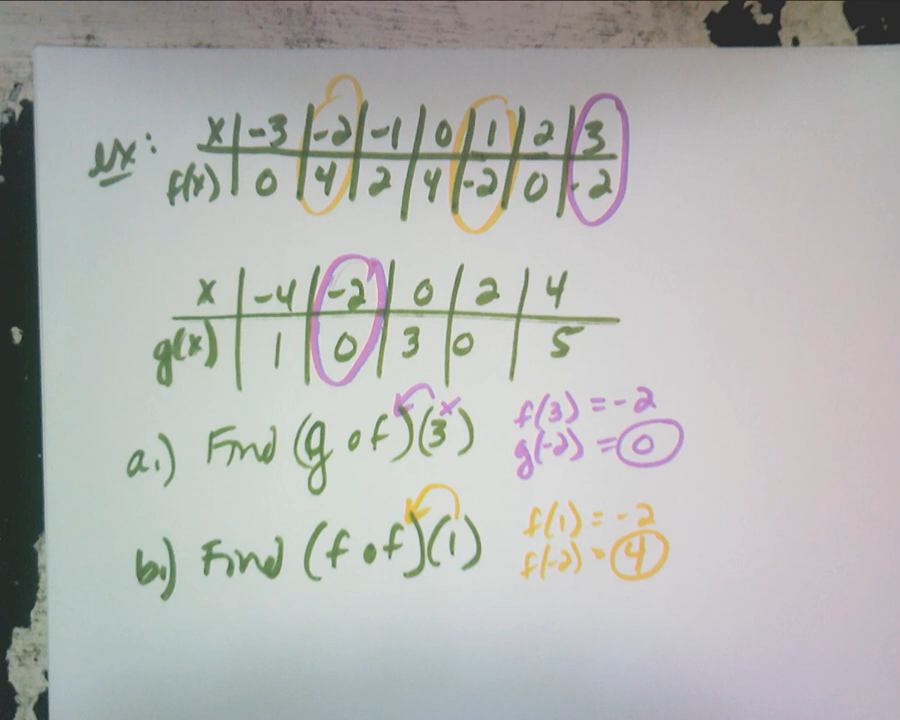 ex: x | -3 | -2 | -1 | 0 | 1 | 2 | 3
f(x) | 0 | 4 | 2 | 4 | -2 | 0 | -2
x | -4 | -2 | 0 | 2 | 4
g(x) | 1 | 0 | 3 | 0 | 5
a.) Find (g o f)(3) x f(3) = -2
g(-2) = 0
b.) Find (f o f)(1) f(1) = -2
f(-2) = 4